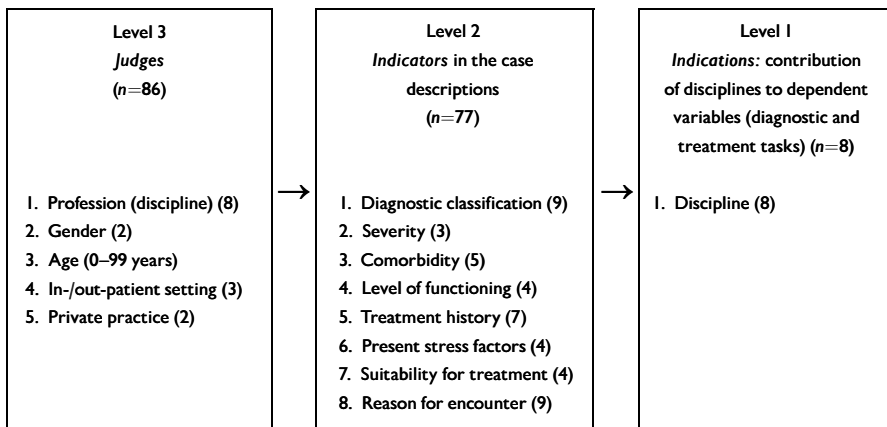 Level 3
Judges
(n=86)
1. Profession (discipline) (8)
2. Gender (2)
3. Age (0–99 years)
4. In-/out-patient setting (3)
5. Private practice (2)
→
Level 2
Indicators in the case
descriptions
(n=77)
1. Diagnostic classification (9)
2. Severity (3)
3. Comorbidity (5)
4. Level of functioning (4)
5. Treatment history (7)
6. Present stress factors (4)
7. Suitability for treatment (4)
8. Reason for encounter (9)
→
Level 1
Indications: contribution
of disciplines to dependent
variables (diagnostic and
treatment tasks) (n=8)
1. Discipline (8)